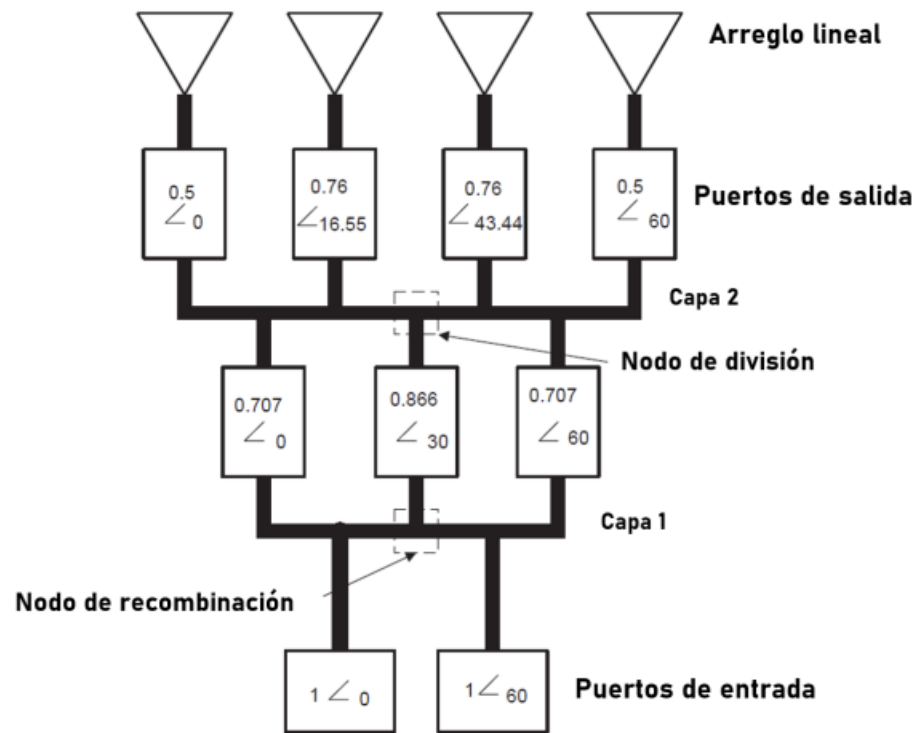 Arreglo lineal
0.5
∠ 0
0.76
∠ 16.55
0.76
∠ 43.44
0.5
∠ 60
Puertos de salida
Capa 2
Nodo de división
0.707
∠ 0
0.866
∠ 30
0.707
∠ 60
Capa 1
Nodo de recombinación
1 ∠ 0
1 ∠ 60
Puertos de entrada